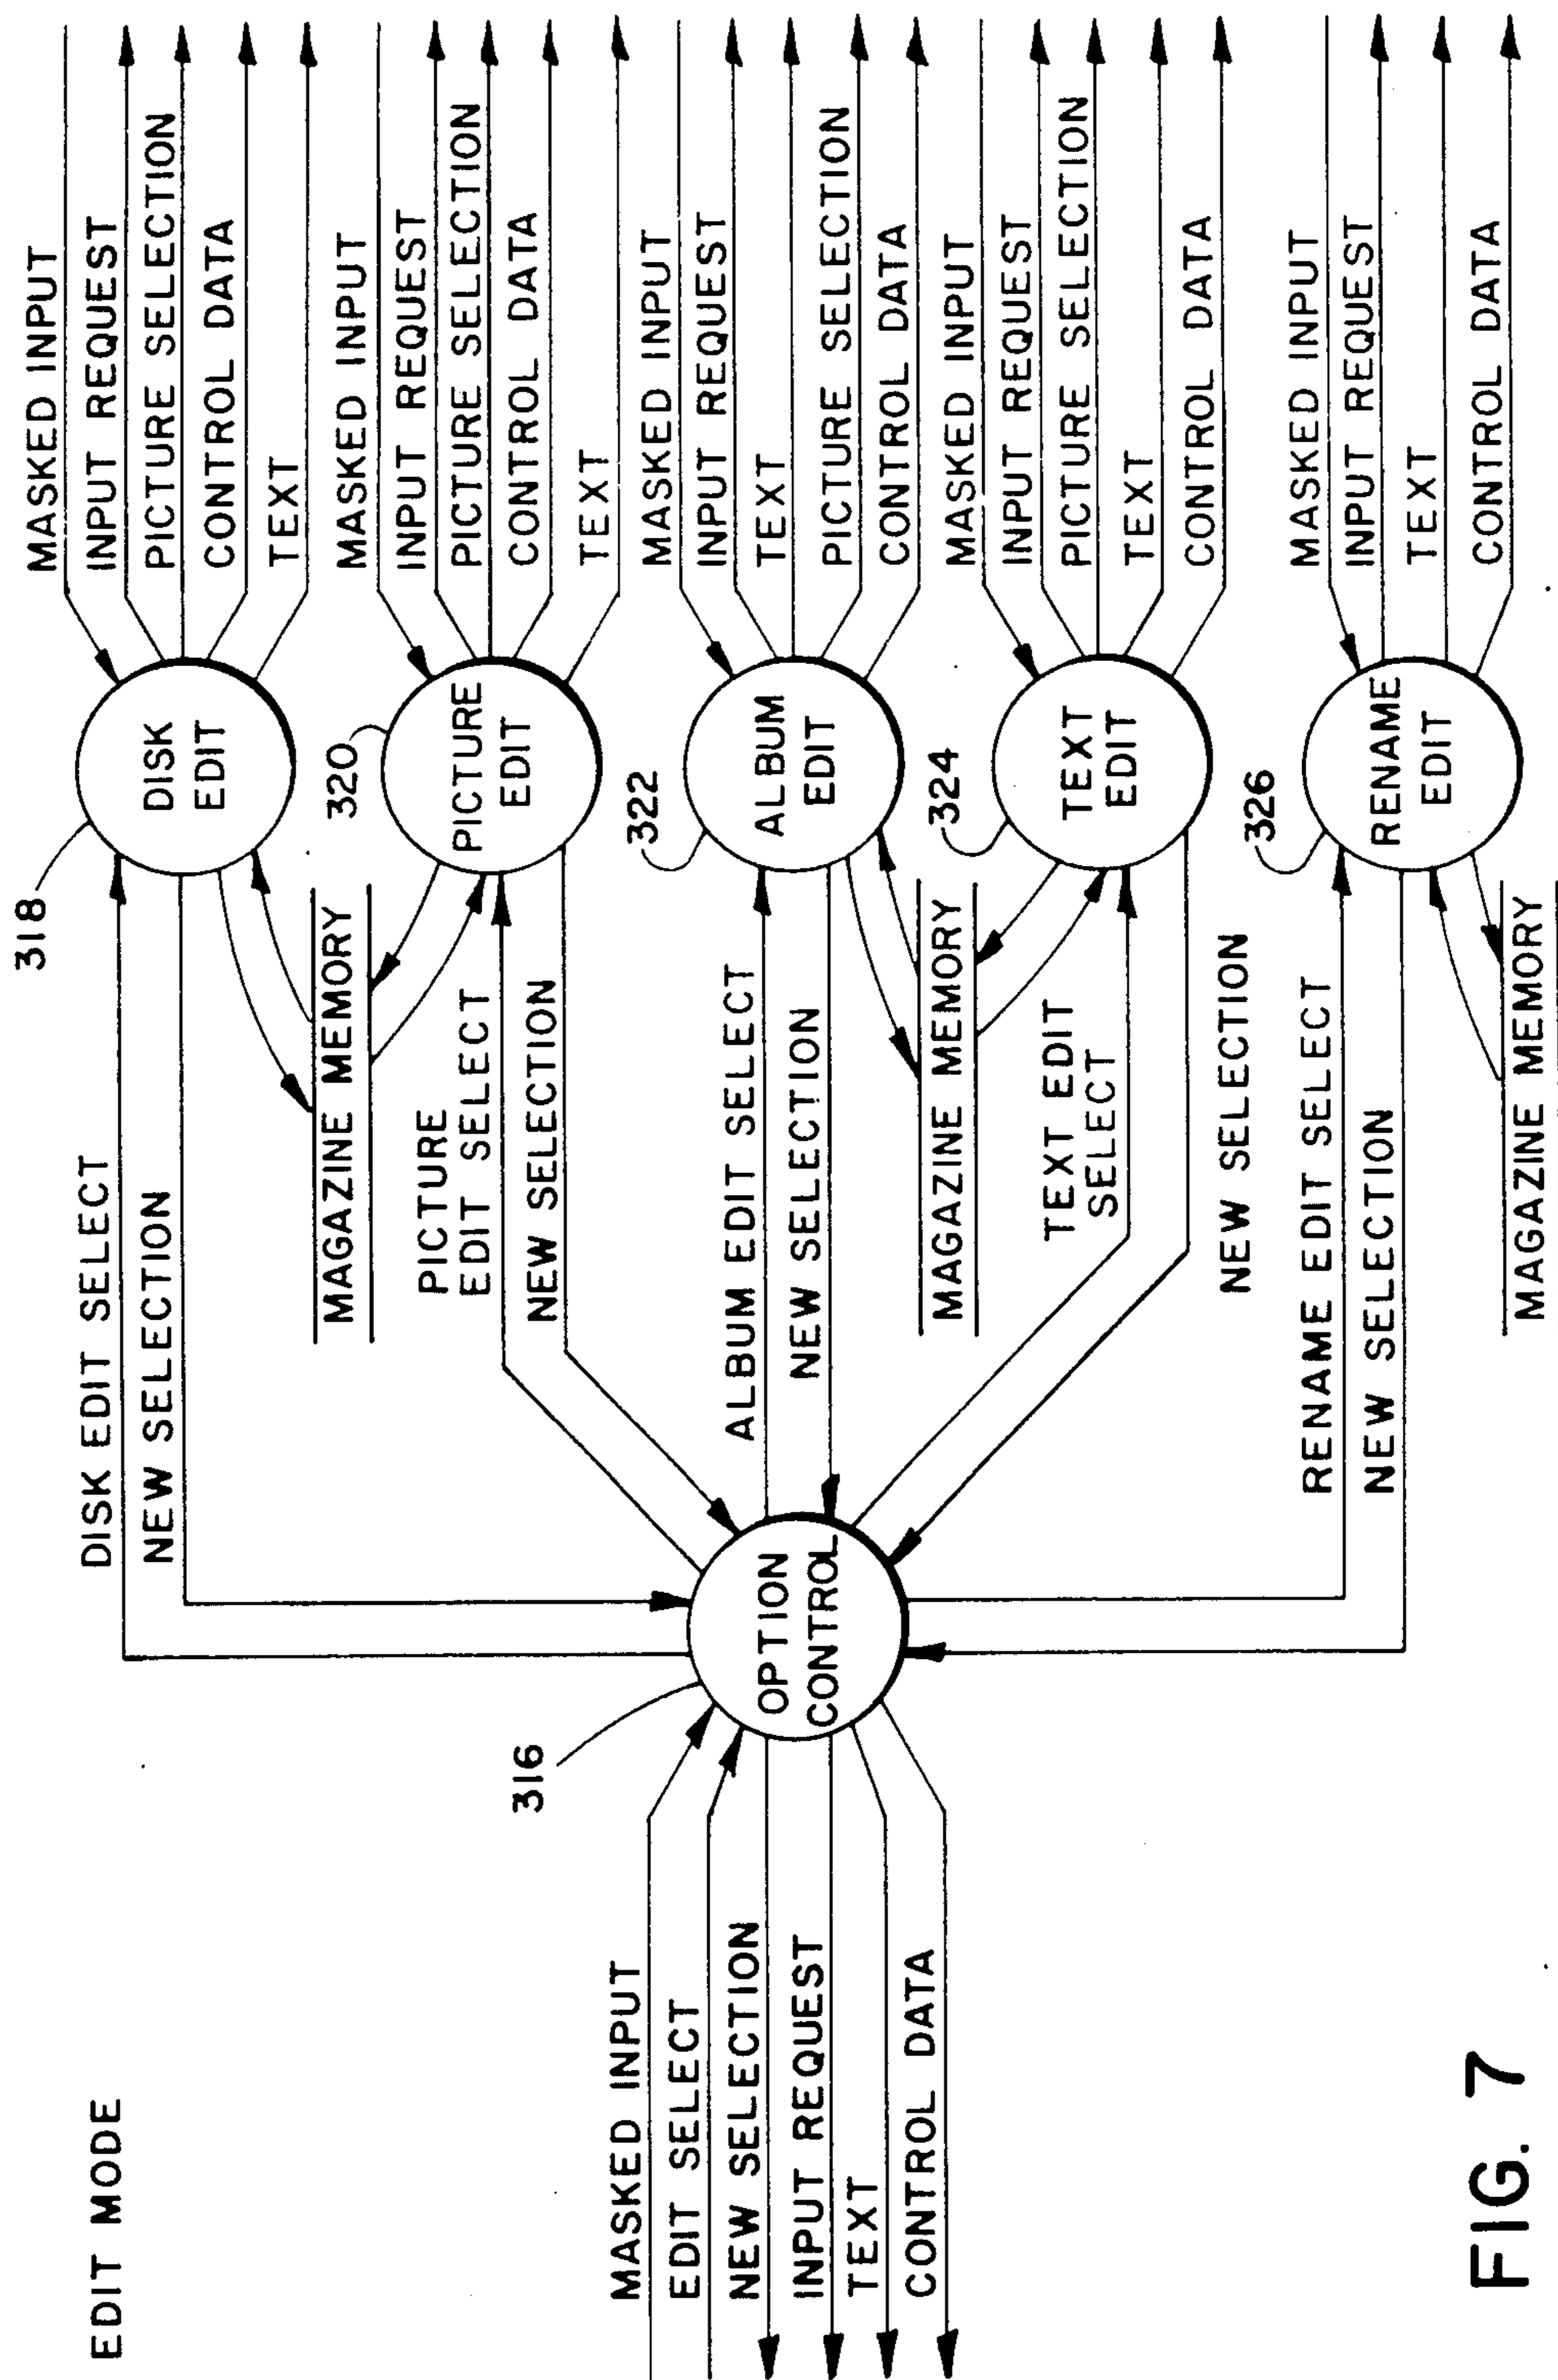 EDIT MODE
MASKED INPUT
EDIT SELECT
NEW SELECTION
INPUT REQUEST
TEXT
CONTROL DATA
316
OPTION
CONTROL
DISK EDIT SELECT
NEW SELECTION
MAGAZINE MEMORY
PICTURE
EDIT SELECT
NEW SELECTION
ALBUM EDIT SELECT
NEW SELECTION
MAGAZINE MEMORY
TEXT EDIT
SELECT
NEW SELECTION
RENAME EDIT SELECT
NEW SELECTION
MAGAZINE MEMORY
318
DISK
EDIT
320
PICTURE
EDIT
322
ALBUM
EDIT
324
TEXT
EDIT
326
RENAME
EDIT
MASKED INPUT
INPUT REQUEST
PICTURE SELECTION
CONTROL DATA
TEXT
MASKED INPUT
INPUT REQUEST
PICTURE SELECTION
CONTROL DATA
TEXT
MASKED INPUT
INPUT REQUEST
TEXT
PICTURE SELECTION
CONTROL DATA
MASKED INPUT
INPUT REQUEST
PICTURE SELECTION
TEXT
CONTROL DATA
MASKED INPUT
INPUT REQUEST
TEXT
CONTROL DATA
FIG. 7